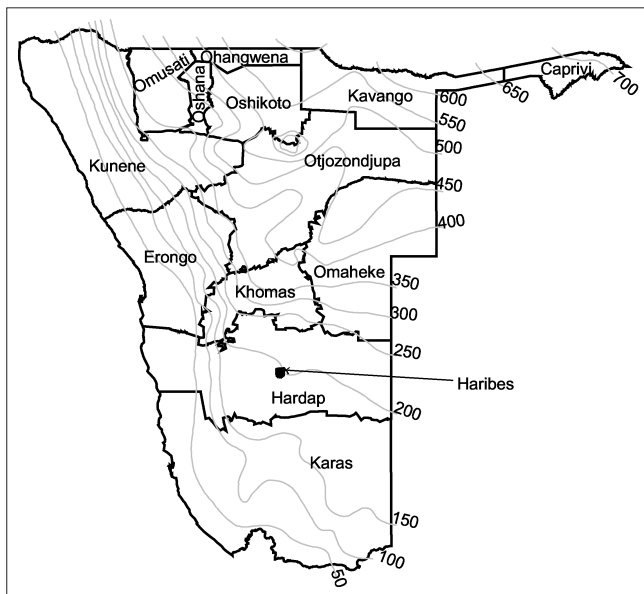 Ohangwena
Omusati
Oshana
Oshikoto
Kavango
Caprivi
700
650
600
550
500
Otjozondjupa
Kunene
450
400
Erongo
Omaheke
Khomas
350
300
250
Haribes
Hardap
200
Karas
150
100
50